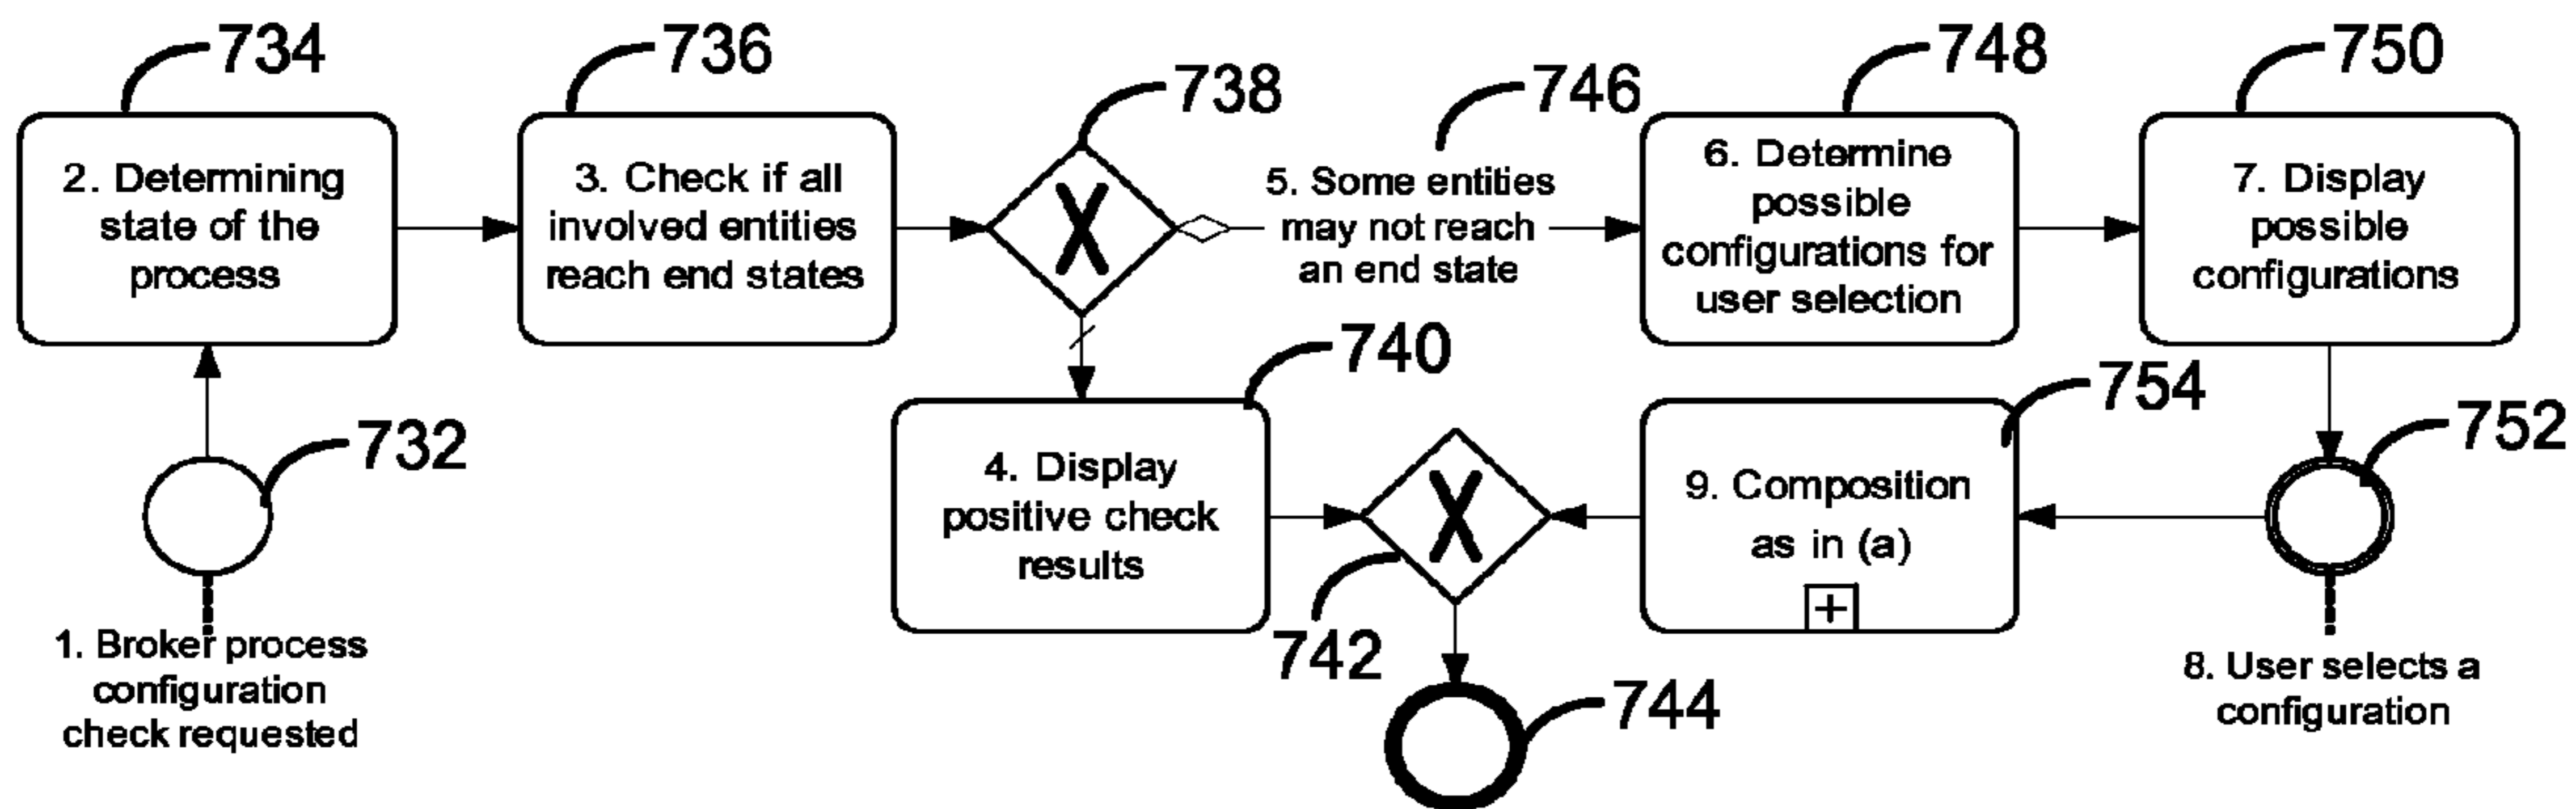 734
736
738
746
748
750
2. Determining
state of the
process
3. Check if all
involved entities
reach end states
X
5. Some entities
may not reach
an end state
6. Determine
possible
configurations for
user selection
7. Display
possible
configurations
732
740
754
752
1. Broker process
configuration
check requested
4. Display
positive check
results
X
742
9. Composition
as in (a)
+
8. User selects a
configuration
744